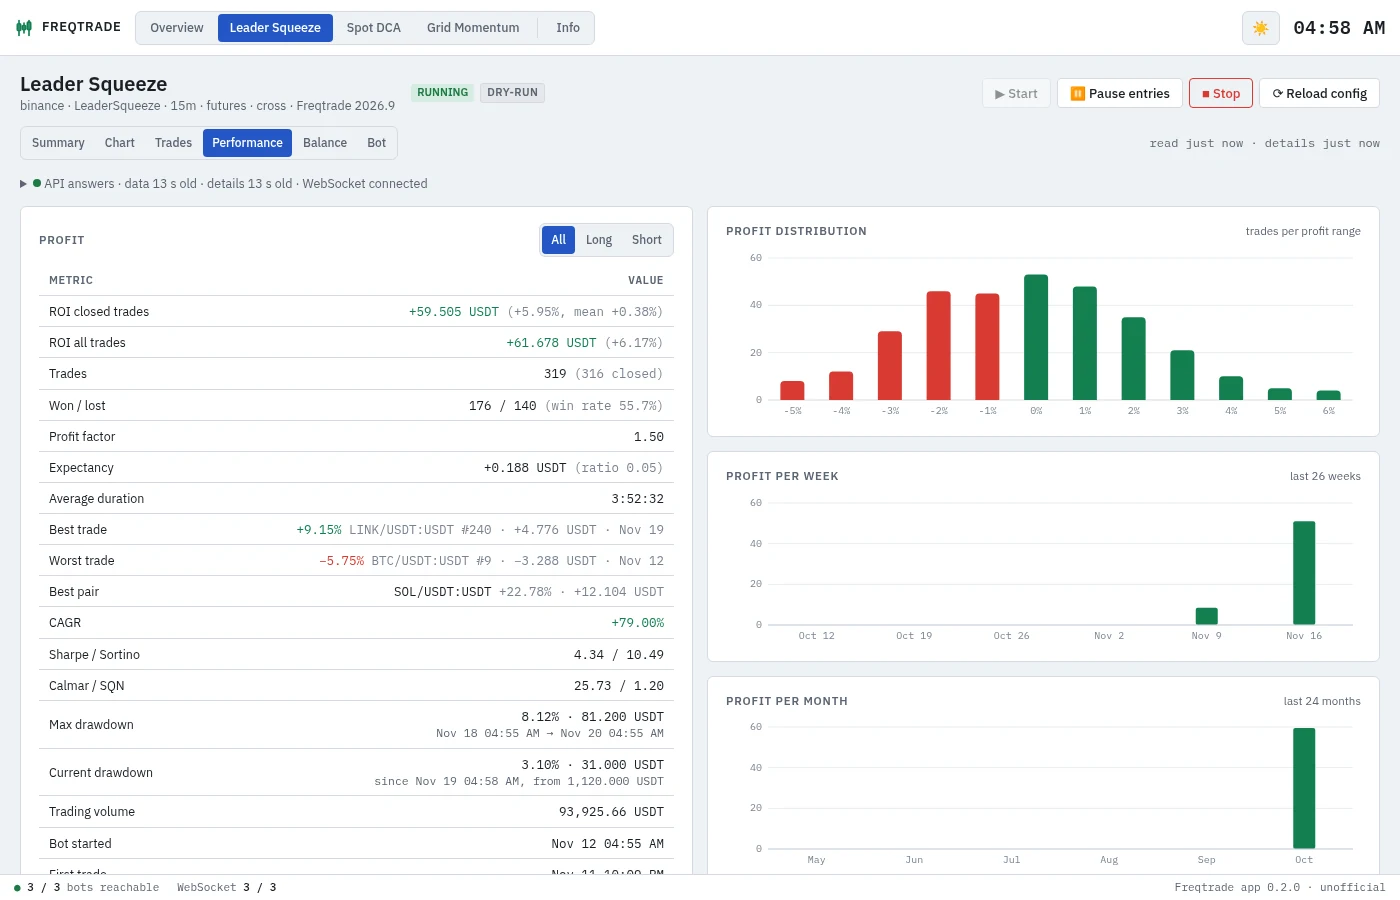 FREQTRADE
Overview Leader Squeeze Spot DCA Grid Momentum Info
04:58 AM
Leader Squeeze
binance · LeaderSqueeze · 15m · futures · cross · Freqtrade 2026.9
RUNNING DRY-RUN
Start Pause entries Stop Reload config
Summary Chart Trades Performance Balance Bot
read just now · details just now
API answers · data 13 s old · details 13 s old · WebSocket connected
PROFIT
All Long Short
METRIC VALUE
ROI closed trades +59.505 USDT (+5.95%, mean +0.38%)
ROI all trades +61.678 USDT (+6.17%)
Trades 319 (316 closed)
Won / lost 176 / 140 (win rate 55.7%)
Profit factor 1.50
Expectancy +0.188 USDT (ratio 0.05)
Average duration 3:52:32
Best trade +9.15% LINK/USDT:USDT #240 · +4.776 USDT · Nov 19
Worst trade −5.75% BTC/USDT:USDT #9 · −3.288 USDT · Nov 12
Best pair SOL/USDT:USDT +22.78% · +12.104 USDT
CAGR +79.00%
Sharpe / Sortino 4.34 / 10.49
Calmar / SQN 25.73 / 1.20
Max drawdown 8.12% · 81.200 USDT
Nov 18 04:55 AM → Nov 20 04:55 AM
Current drawdown 3.10% · 31.000 USDT
since Nov 19 04:58 AM, from 1,120.000 USDT
Trading volume 93,925.66 USDT
Bot started Nov 12 04:55 AM
First trade Nov 11 10:09 PM
PROFIT DISTRIBUTION trades per profit range
60
40
20
0
-5% -4% -3% -2% -1% 0% 1% 2% 3% 4% 5% 6%
PROFIT PER WEEK last 26 weeks
60
40
20
0
Oct 12 Oct 19 Oct 26 Nov 2 Nov 9 Nov 16
PROFIT PER MONTH last 24 months
60
40
20
0
May Jun Jul Aug Sep Oct
3 / 3 bots reachable WebSocket 3 / 3
Freqtrade app 0.2.0 · unofficial